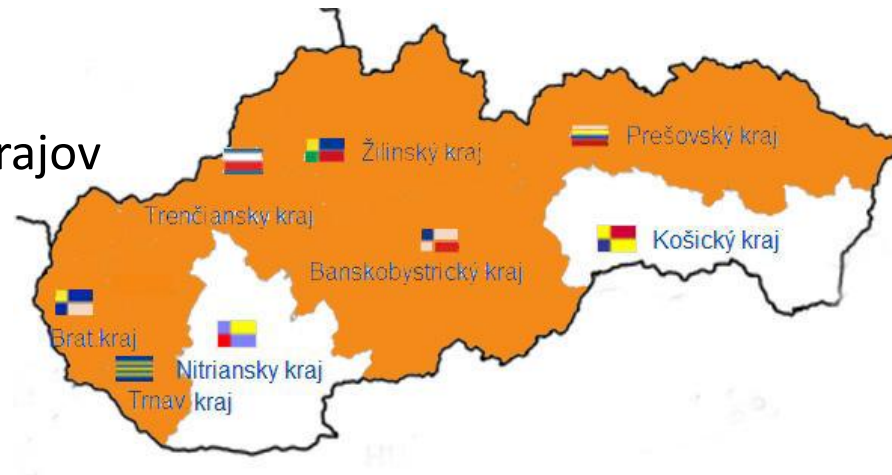 rajov
Prešovský kraj
Žilinský kraj
Trenčiansky kraj
Košický kraj
Banskobystrický kraj
Brat kraj
Nitriansky kraj
Trnav kraj